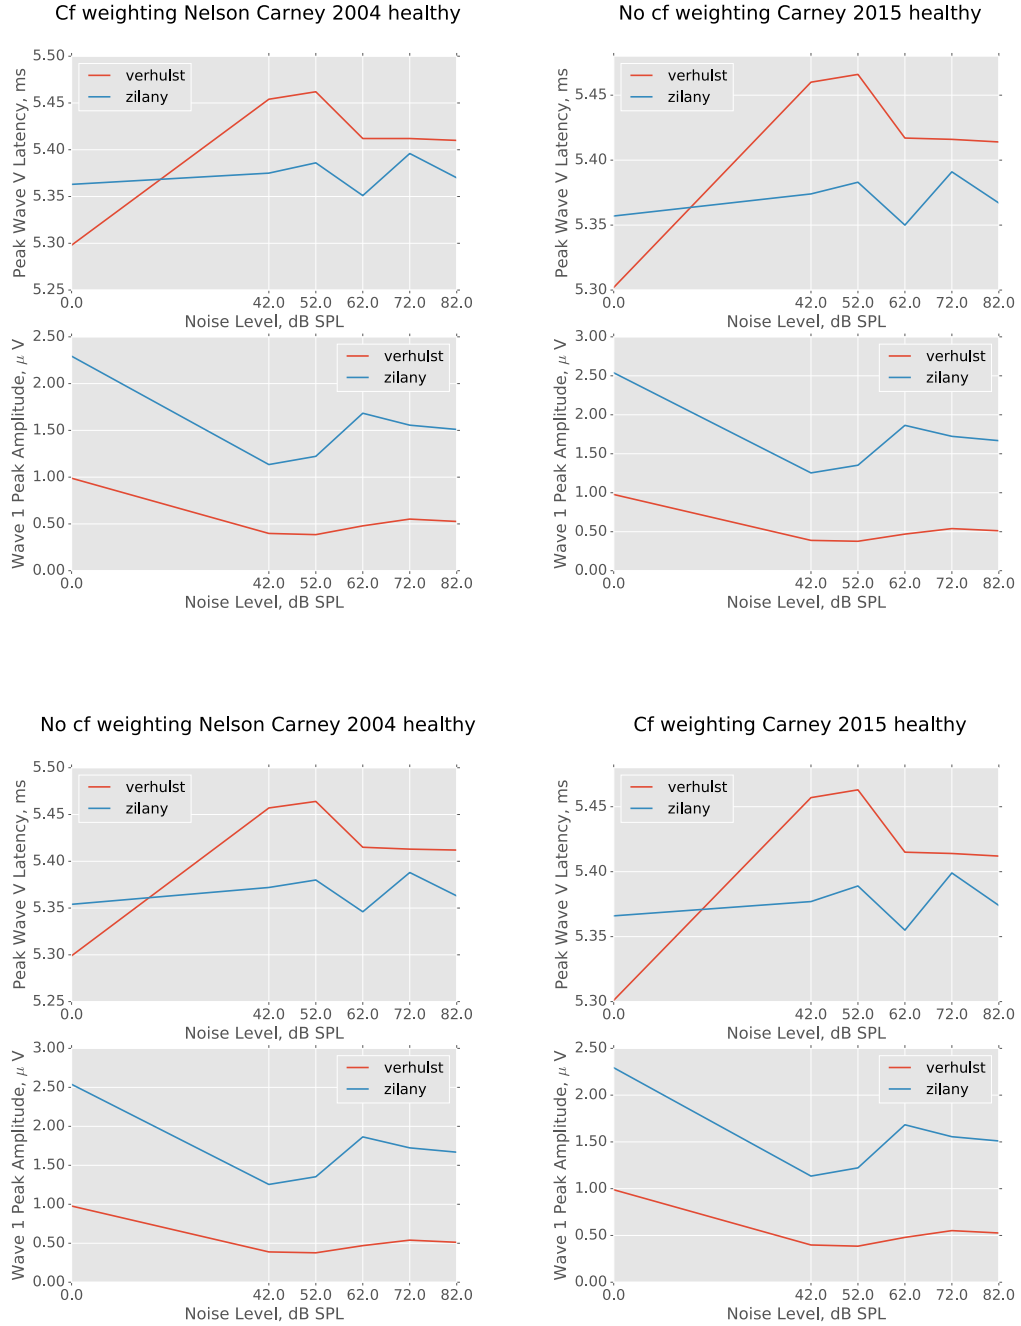 Cf weighting Nelson Carney 2004 healthy
5.50
5.45
5.40
5.35
5.30
5.25
Peak Wave V Latency, ms
verhulst
zilany
0.0 42.0 52.0 62.0 72.0 82.0
Noise Level, dB SPL
2.50
2.00
1.50
1.00
0.50
0.00
Wave 1 Peak Amplitude, μ V
verhulst
zilany
0.0 42.0 52.0 62.0 72.0 82.0
Noise Level, dB SPL
No cf weighting Carney 2015 healthy
5.45
5.40
5.35
5.30
Peak Wave V Latency, ms
verhulst
zilany
0.0 42.0 52.0 62.0 72.0 82.0
Noise Level, dB SPL
3.00
2.50
2.00
1.50
1.00
0.50
0.00
Wave 1 Peak Amplitude, μ V
verhulst
zilany
0.0 42.0 52.0 62.0 72.0 82.0
Noise Level, dB SPL
No cf weighting Nelson Carney 2004 healthy
5.50
5.45
5.40
5.35
5.30
5.25
Peak Wave V Latency, ms
verhulst
zilany
0.0 42.0 52.0 62.0 72.0 82.0
Noise Level, dB SPL
3.00
2.50
2.00
1.50
1.00
0.50
0.00
Wave 1 Peak Amplitude, μ V
verhulst
zilany
0.0 42.0 52.0 62.0 72.0 82.0
Noise Level, dB SPL
Cf weighting Carney 2015 healthy
5.45
5.40
5.35
5.30
Peak Wave V Latency, ms
verhulst
zilany
0.0 42.0 52.0 62.0 72.0 82.0
Noise Level, dB SPL
2.50
2.00
1.50
1.00
0.50
0.00
Wave 1 Peak Amplitude, μ V
verhulst
zilany
0.0 42.0 52.0 62.0 72.0 82.0
Noise Level, dB SPL